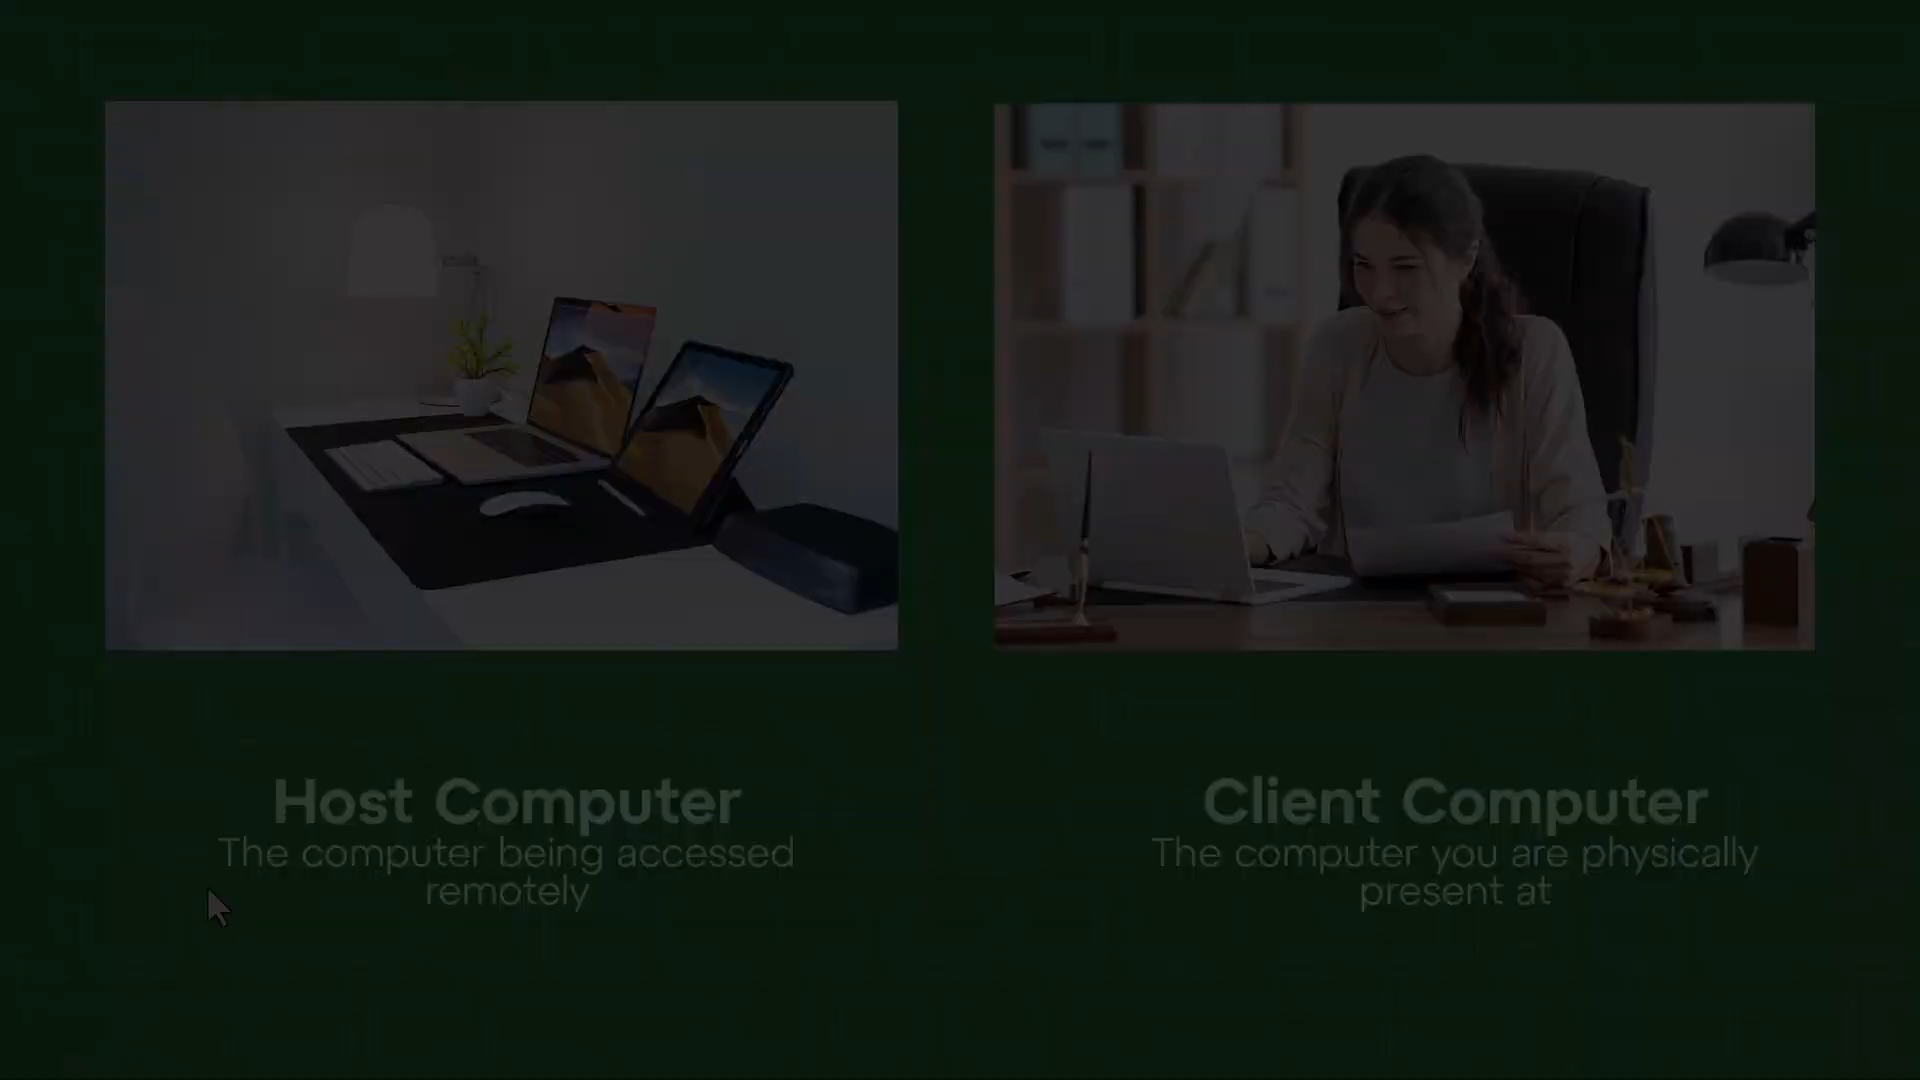 Host Computer
The computer being accessed
remotely
Client Computer
The computer you are physically
present at